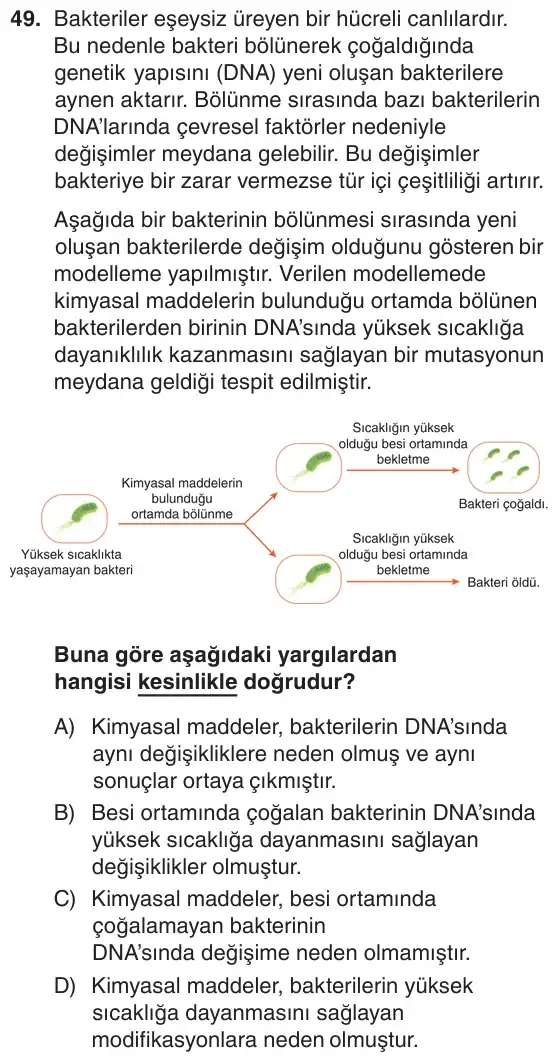 49. Bakteriler eşeysiz üreyen bir hücreli canlılardır.
Bu nedenle bakteri bölünerek çoğaldığında
genetik yapısını (DNA) yeni oluşan bakterilere
aynen aktarır. Bölünme sırasında bazı bakterilerin
DNA’larında çevresel faktörler nedeniyle
değişimler meydana gelebilir. Bu değişimler
bakteriye bir zarar vermezse tür içi çeşitliliği artırır.
Aşağıda bir bakterinin bölünmesi sırasında yeni
oluşan bakterilerde değişim olduğunu gösteren bir
modelleme yapılmıştır. Verilen modellemede
kimyasal maddelerin bulunduğu ortamda bölünen
bakterilerden birinin DNA’sında yüksek sıcaklığa
dayanıklılık kazanmasını sağlayan bir mutasyonun
meydana geldiği tespit edilmiştir.
Yüksek sıcaklıkta
yaşayamayan bakteri
Kimyasal maddelerin
bulunduğu
ortamda bölünme
Sıcaklığın yüksek
olduğu besi ortamında
bekletme
Bakteri çoğaldı.
Sıcaklığın yüksek
olduğu besi ortamında
bekletme
Bakteri öldü.
Buna göre aşağıdaki yargılardan
hangisi kesinlikle doğrudur?
A) Kimyasal maddeler, bakterilerin DNA’sında
aynı değişikliklere neden olmuş ve aynı
sonuçlar ortaya çıkmıştır.
B) Besi ortamında çoğalan bakterinin DNA’sında
yüksek sıcaklığa dayanmasını sağlayan
değişiklikler olmuştur.
C) Kimyasal maddeler, besi ortamında
çoğalamayan bakterinin
DNA’sında değişime neden olmamıştır.
D) Kimyasal maddeler, bakterilerin yüksek
sıcaklığa dayanmasını sağlayan
modifikasyonlara neden olmuştur.